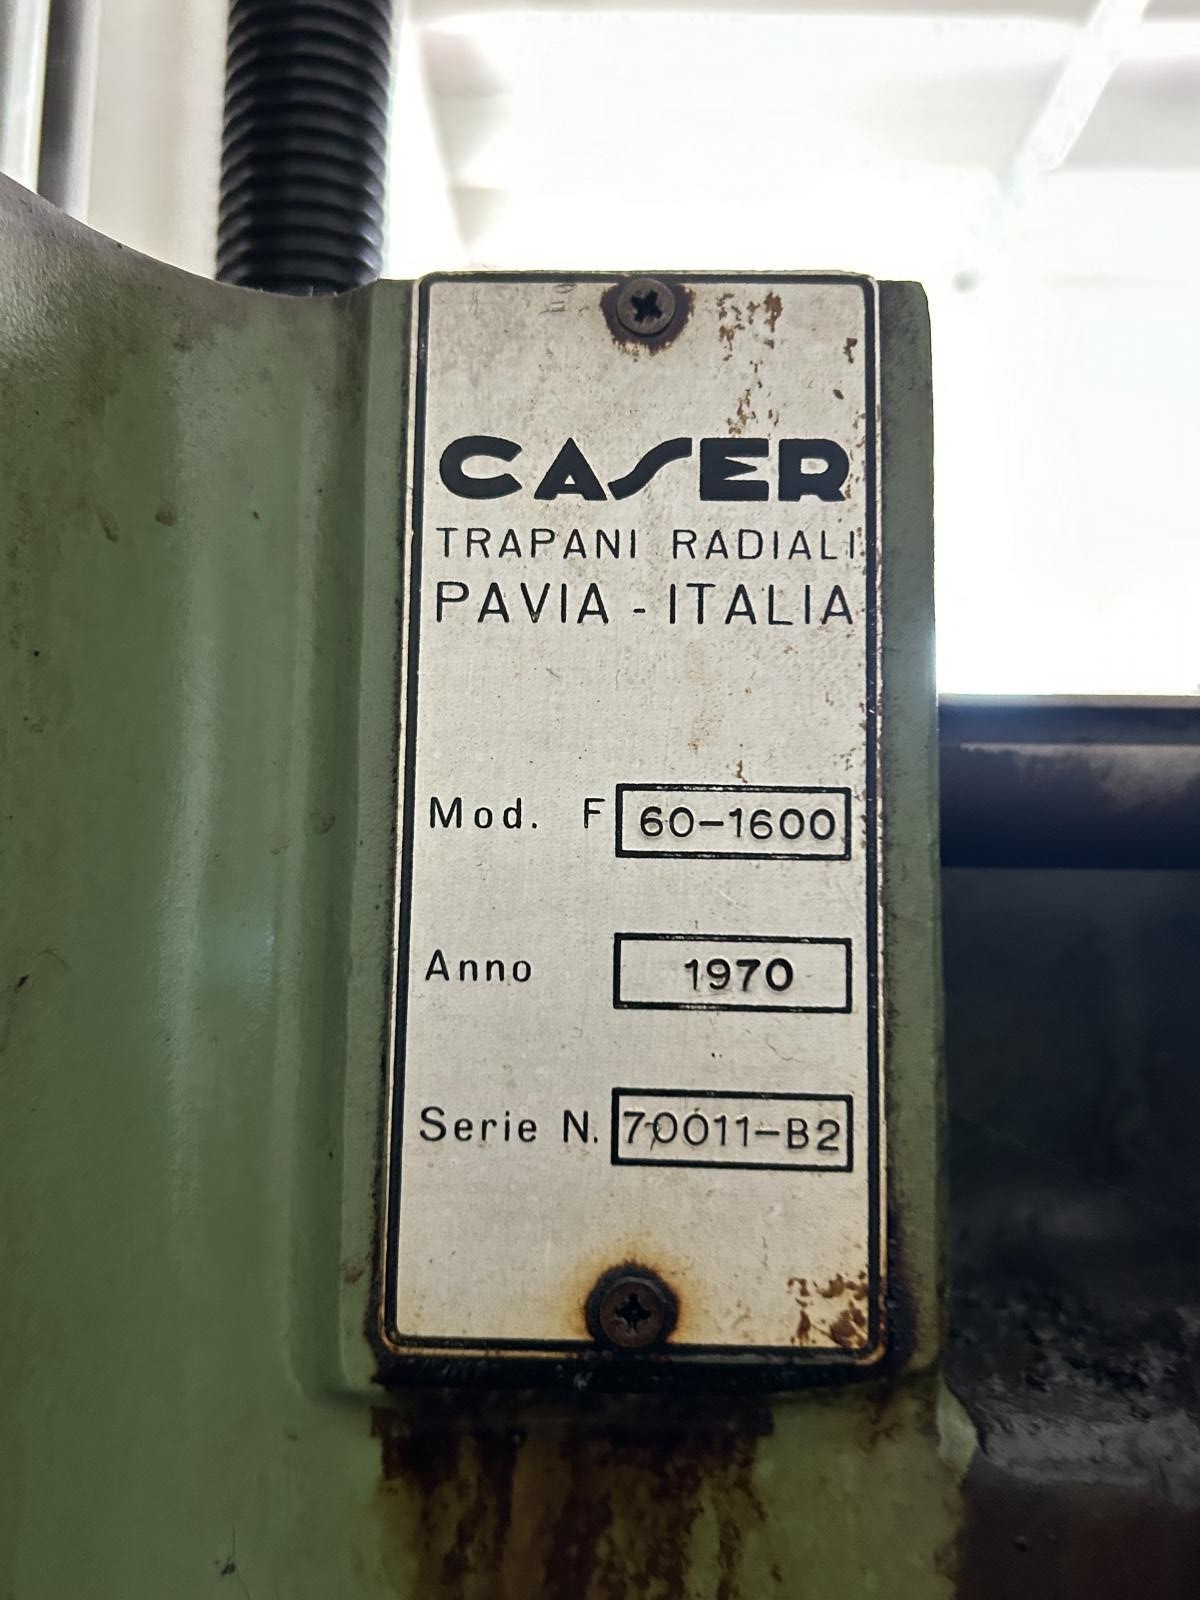 CASER
TRAPANI RADIALI
PAVIA - ITALIA
Mod. F 60-1600
Anno 1970
Serie N. 70011-B2